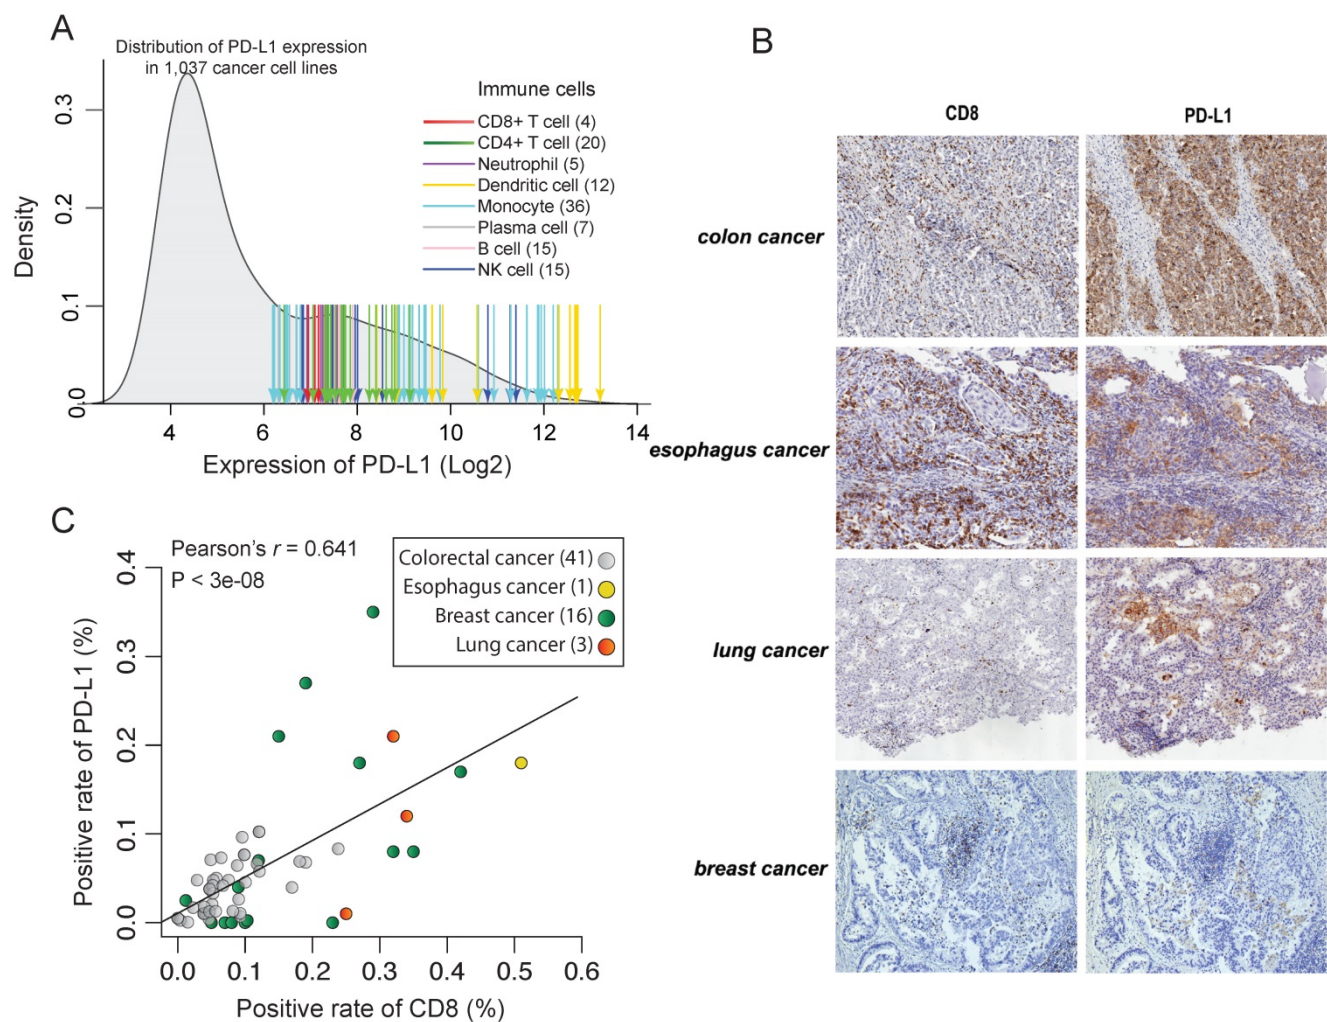 A
Distribution of PD-L1 expression
in 1,037 cancer cell lines
Immune cells
CD8+ T cell (4)
CD4+ T cell (20)
Neutrophil (5)
Dendritic cell (12)
Monocyte (36)
Plasma cell (7)
B cell (15)
NK cell (15)
Density
0.3
0.2
0.1
0.0
4 6 8 10 12 14
Expression of PD-L1 (Log2)
B
CD8 PD-L1
colon cancer
esophagus cancer
lung cancer
breast cancer
C
Pearson's r = 0.641
P < 3e-08
Colorectal cancer (41)
Esophagus cancer (1)
Breast cancer (16)
Lung cancer (3)
Positive rate of PD-L1 (%)
0.4
0.3
0.2
0.1
0.0
0.0 0.1 0.2 0.3 0.4 0.5 0.6
Positive rate of CD8 (%)